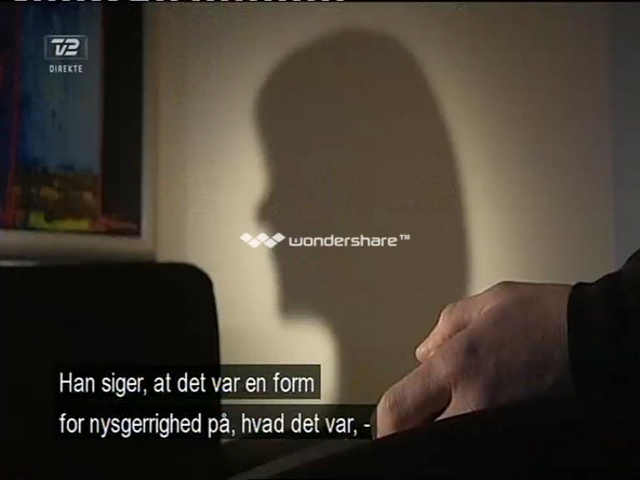 TV2
DIREKTE
wondershare™
Han siger, at det var en form
for nysgerrighed på, hvad det var, -